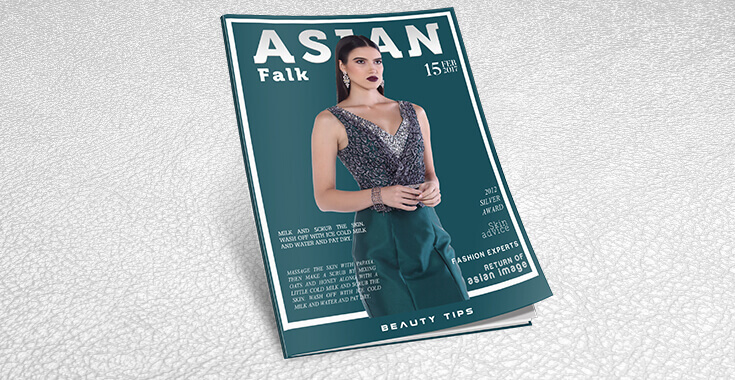 ASIAN
Falk
15 FEB
2017
MILK AND SCRUB THE SKIN.
WASH OFF WITH ICE COLD MILK
AND WATER AND PAT DRY.
2012
SILVER
AWARD
Skin
advice
MASSAGE THE SKIN WITH PAPAYA
THEN MAKE A SCRUB BY MIXING
OATS AND HONEY ALONG WITH A
LITTLE COLD MILK AND SCRUB THE
SKIN. WASH OFF WITH ICE COLD
MILK AND WATER AND PAT DRY.
FASHION EXPERTS
RETURN OF
asian image
BEAUTY TIPS